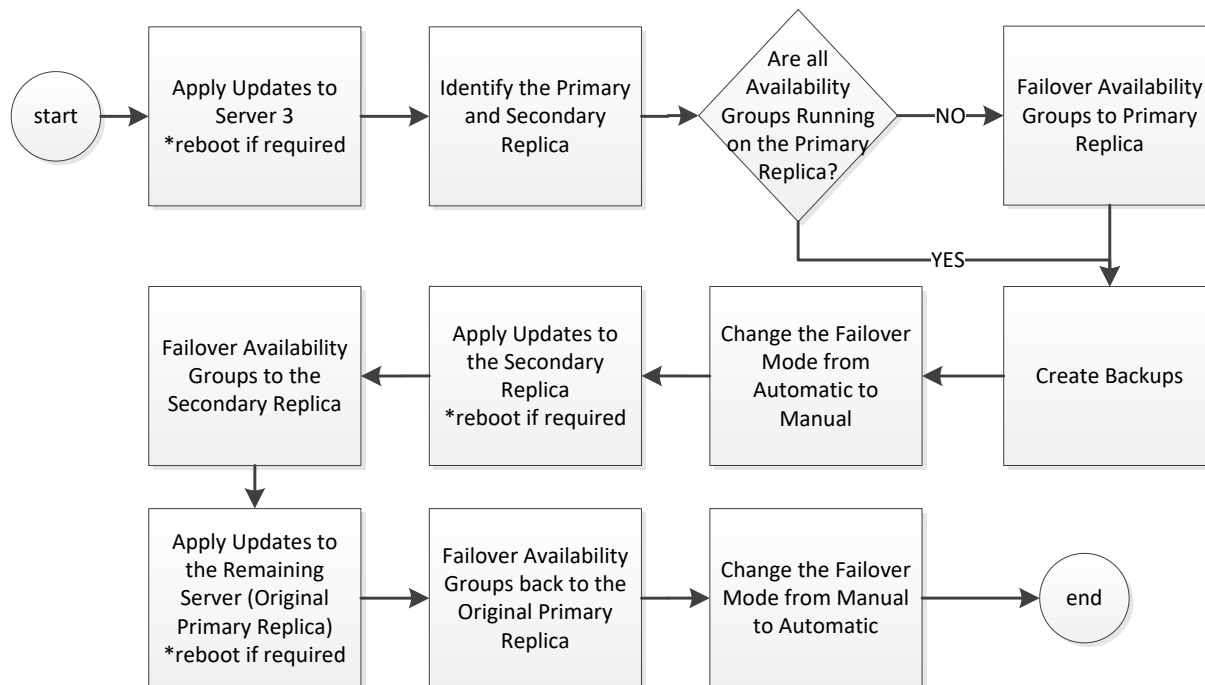 start
Apply Updates to
Server 3
*reboot if required
Identify the Primary
and Secondary
Replica
Are all
Availability
Groups Running
on the Primary
Replica?
NO
Failover Availability
Groups to Primary
Replica
YES
Create Backups
Change the Failover
Mode from
Automatic to
Manual
Apply Updates to
the Secondary
Replica
*reboot if required
Failover Availability
Groups to the
Secondary Replica
Apply Updates to
the Remaining
Server (Original
Primary Replica)
*reboot if required
Failover Availability
Groups back to the
Original Primary
Replica
Change the Failover
Mode from Manual
to Automatic
end